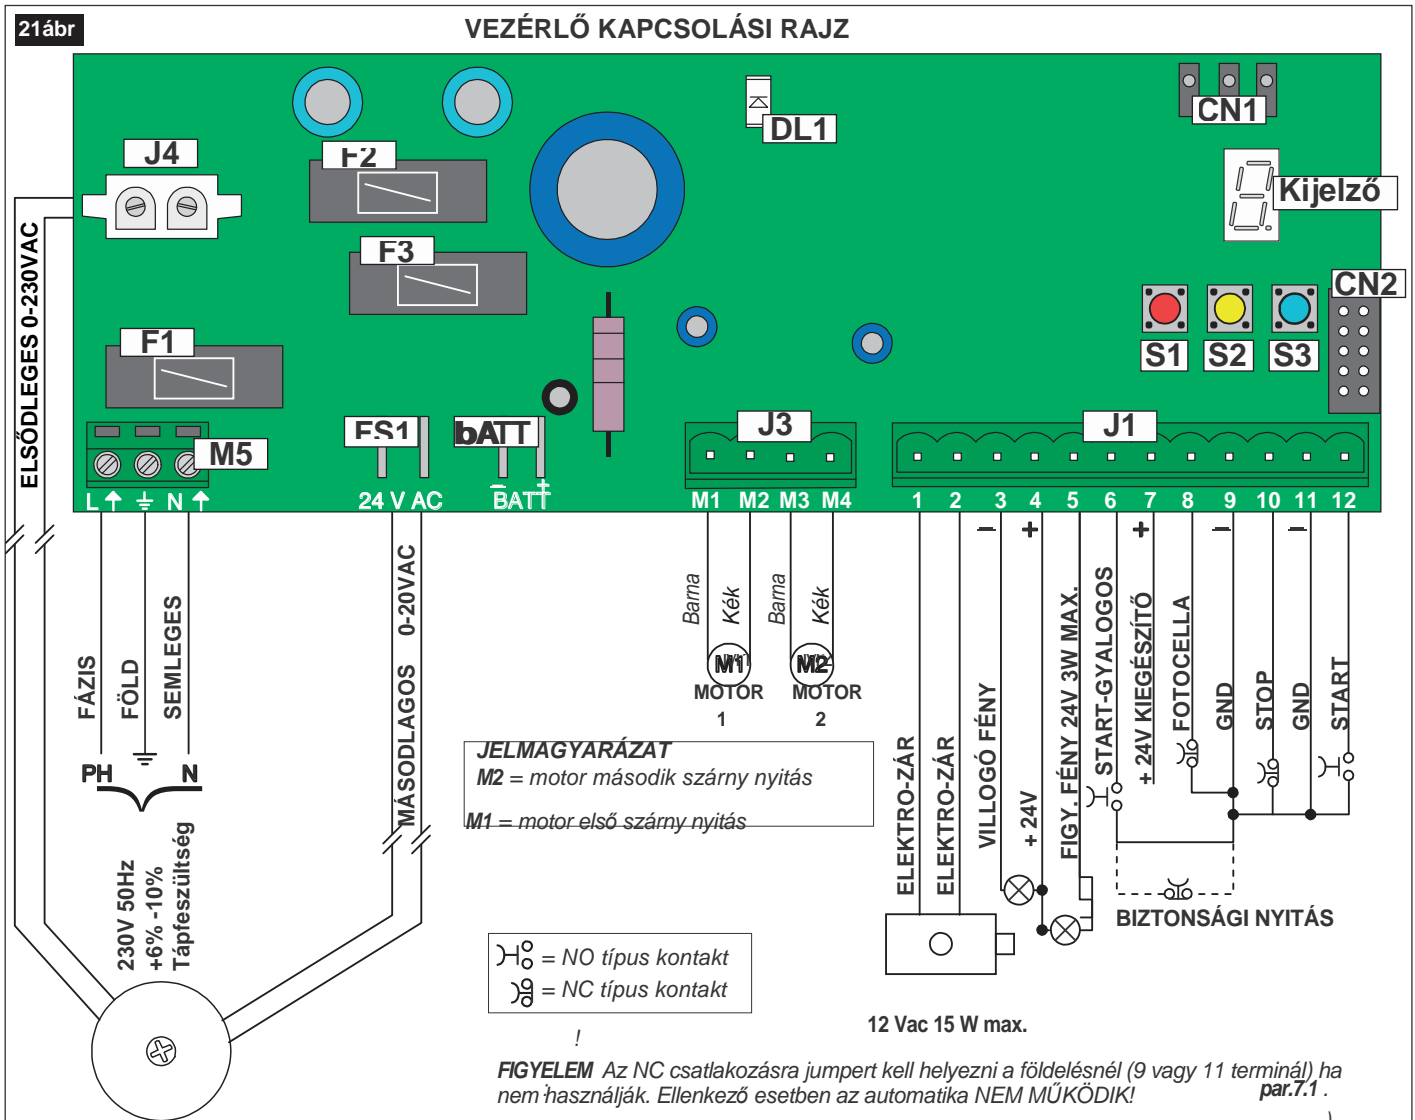 21ábr
VEZÉRLŐ KAPCSOLÁSI RAJZ
CN1
DL1
J4
F2
Kijelző
F3
CN2
S1 S2 S3
F1
J3
J1
FS1
bATT
M5
L N
24 V AC
BATT
M1 M2 M3 M4
1 2 3 4 5 6 7 8 9 10 11 12
− + + − −
ELSŐDLEGES 0-230VAC
FÁZIS
FÖLD
SEMLEGES
PH N
230V 50Hz
+6% -10%
Tápfeszültség
MÁSODLAGOS 0-20VAC
Barna
Kék
Barna
Kék
M1
M2
MOTOR
1
MOTOR
2
ELEKTRO-ZÁR
ELEKTRO-ZÁR
VILLOGÓ FÉNY
+ 24V
FIGY. FÉNY 24V 3W MAX.
START-GYALOGOS
+ 24V KIEGÉSZÍTŐ
FOTOCELLA
GND
STOP
GND
START
BIZTONSÁGI NYITÁS
JELMAGYARÁZAT
M2 = motor második szárny nyitás
M1 = motor első szárny nyitás
= NO típus kontakt
= NC típus kontakt
12 Vac 15 W max.
!
FIGYELEM Az NC csatlakozásra jumpert kell helyezni a földelésnél (9 vagy 11 terminál) ha
nem használják. Ellenkező esetben az automatika NEM MŰKÖDIK!
par.7.1 .
)